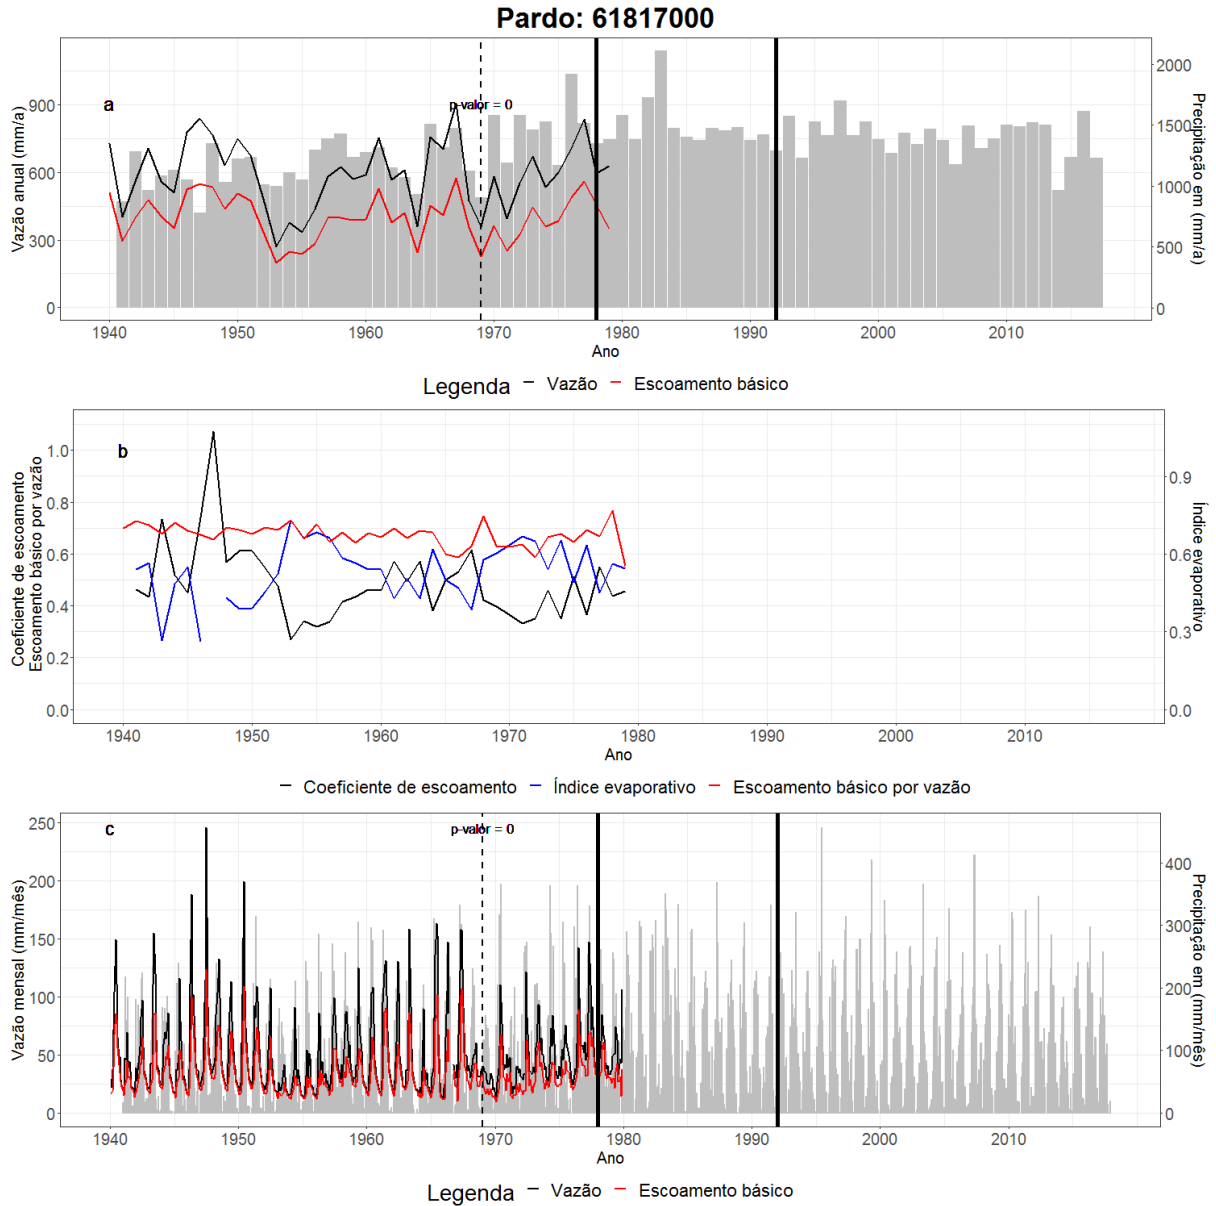 Pardo: 61817000
a
p-valor = 0
Vazão anual (mm/a)
900
600
300
0
2000
1500
1000
500
0
Precipitação em (mm/a)
1940 1950 1960 1970 1980 1990 2000 2010
Ano
Legenda Vazão Escoamento básico
b
Coeficiente de escoamento
Escoamento básico por vazão
1.0
0.8
0.6
0.4
0.2
0.0
0.9
0.6
0.3
0.0
Índice evaporativo
1940 1950 1960 1970 1980 1990 2000 2010
Ano
Coeficiente de escoamento Índice evaporativo Escoamento básico por vazão
c
p-valor = 0
Vazão mensal (mm/mês)
250
200
150
100
50
0
400
300
200
100
0
Precipitação em (mm/mês)
1940 1950 1960 1970 1980 1990 2000 2010
Ano
Legenda Vazão Escoamento básico